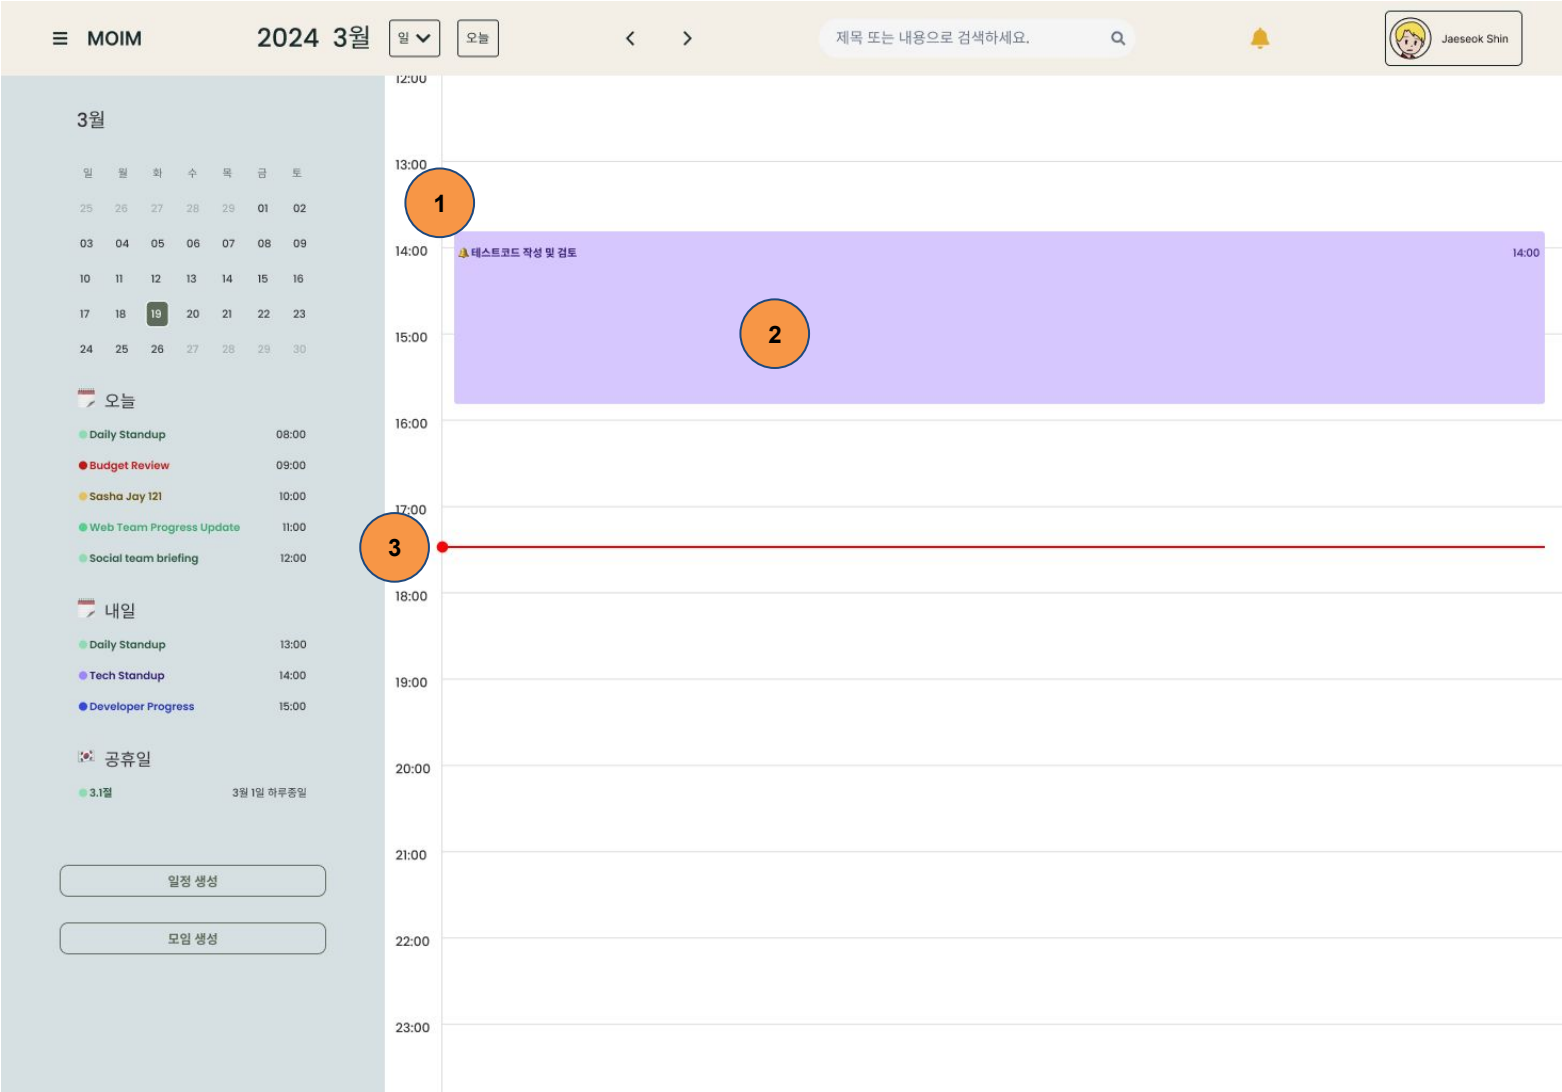 MOIM 2024 3월 일 오늘 제목 또는 내용으로 검색하세요. Jaeseok Shin
3월
일 월 화 수 목 금 토
25 26 27 28 29 01 02
03 04 05 06 07 08 09
10 11 12 13 14 15 16
17 18 19 20 21 22 23
24 25 26 27 28 29 30
오늘
Daily Standup 08:00
Budget Review 09:00
Sasha Jay 121 10:00
Web Team Progress Update 11:00
Social team briefing 12:00
내일
Daily Standup 13:00
Tech Standup 14:00
Developer Progress 15:00
공휴일
3.1절 3월 1일 하루종일
일정 생성
모임 생성
12:00
13:00
1
14:00 테스트코드 작성 및 검토 14:00
15:00 2
16:00
17:00
3
18:00
19:00
20:00
21:00
22:00
23:00